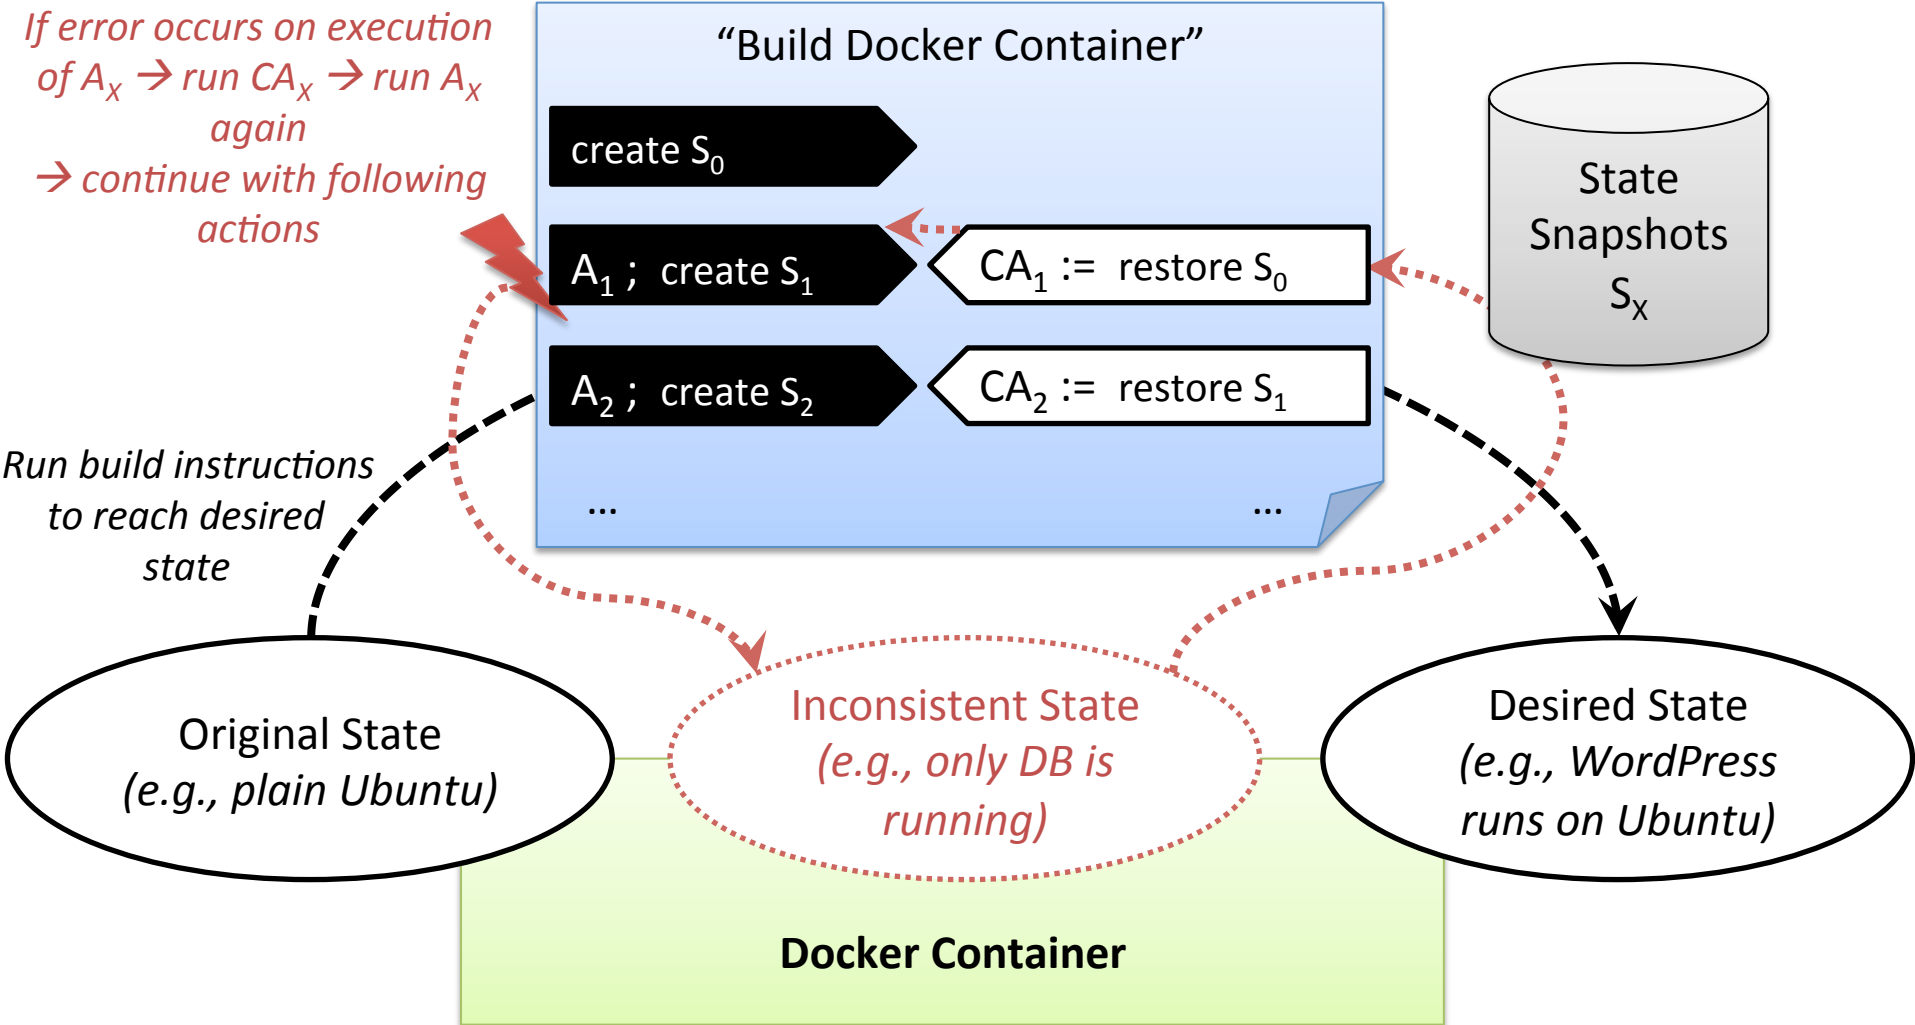 If error occurs on execution
of AX → run CAX → run AX
again
→ continue with following
actions
“Build Docker Container”
create S0
A1 ; create S1
CA1 := restore S0
A2 ; create S2
CA2 := restore S1
...
...
State
Snapshots
SX
Run build instructions
to reach desired
state
Original State
(e.g., plain Ubuntu)
Inconsistent State
(e.g., only DB is
running)
Desired State
(e.g., WordPress
runs on Ubuntu)
Docker Container